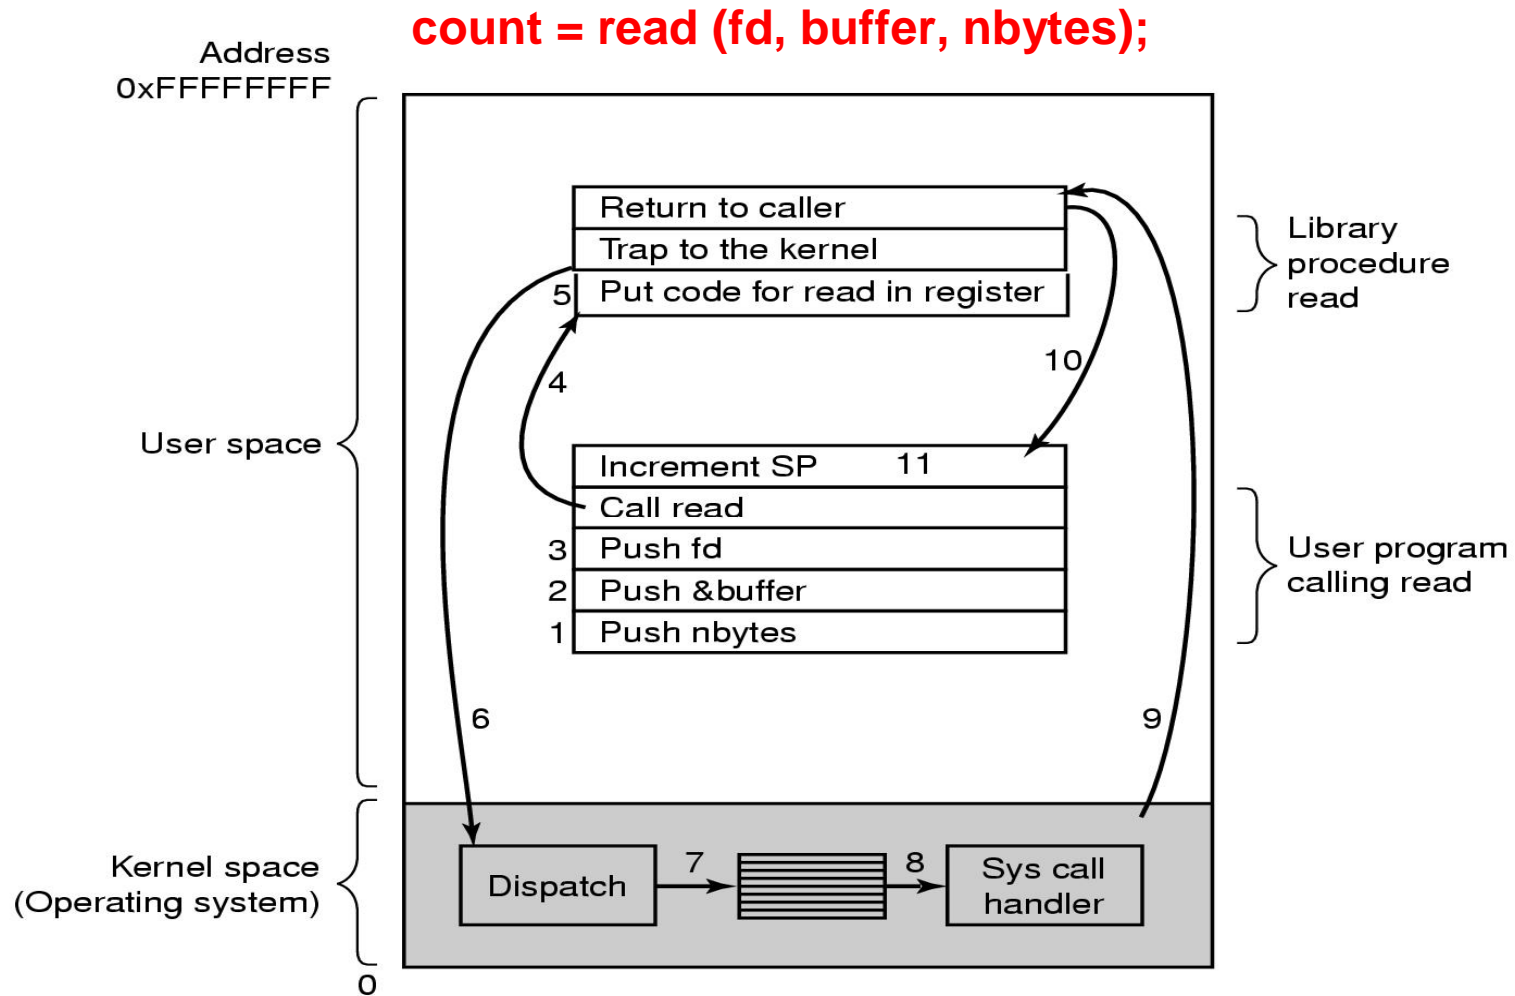 count = read (fd, buffer, nbytes);
Address
0xFFFFFFFF
Return to caller
Trap to the kernel
5 Put code for read in register
Library
procedure
read
10
4
User space
Increment SP 11
Call read
3 Push fd
2 Push &buffer
1 Push nbytes
User program
calling read
6
9
Kernel space
(Operating system)
Dispatch
7
8
Sys call
handler
0